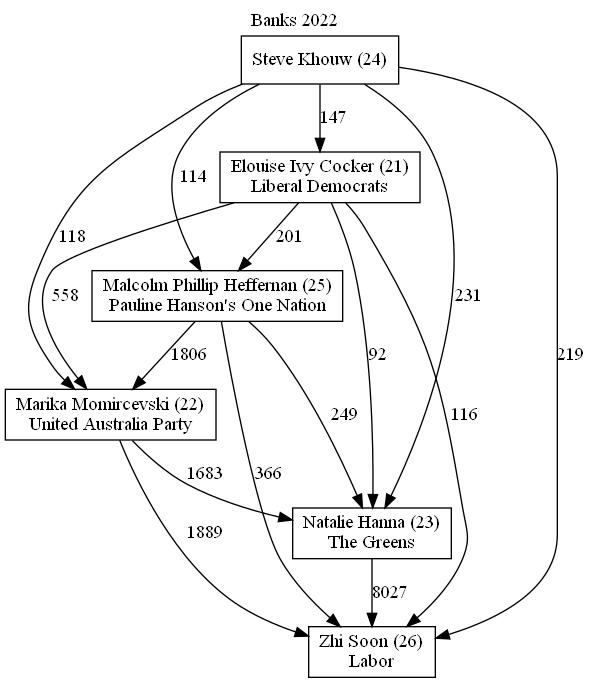 Banks 2022
Steve Khouw (24)
147
Elouise Ivy Cocker (21)
Liberal Democrats
114
118
201
Malcolm Phillip Heffernan (25)
Pauline Hanson's One Nation
558
231
1806
92
219
Marika Momircevski (22)
United Australia Party
249
116
1683
366
Natalie Hanna (23)
The Greens
1889
8027
Zhi Soon (26)
Labor